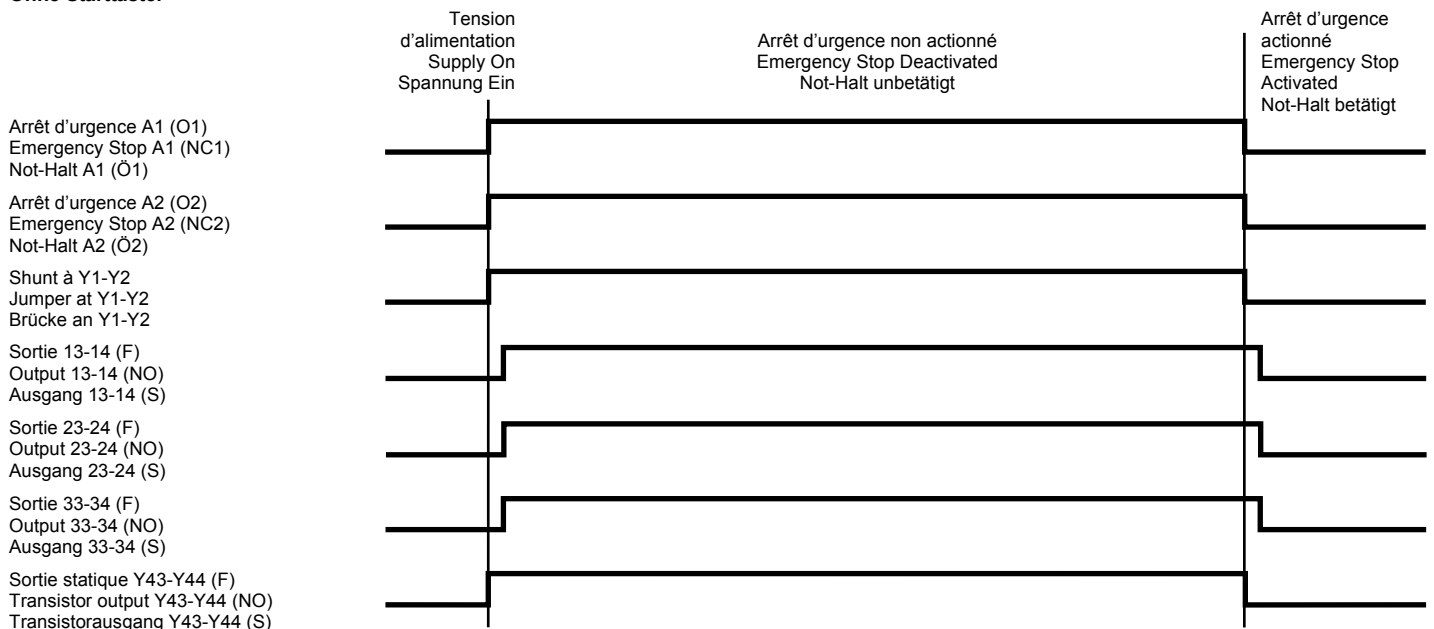 Ohne Starttaster
Tension
d'alimentation
Supply On
Spannung Ein
Arrêt d'urgence non actionné
Emergency Stop Deactivated
Not-Halt unbetätigt
Arrêt d'urgence
actionné
Emergency Stop
Activated
Not-Halt betätigt
Arrêt d'urgence A1 (O1)
Emergency Stop A1 (NC1)
Not-Halt A1 (Ö1)
Arrêt d'urgence A2 (O2)
Emergency Stop A2 (NC2)
Not-Halt A2 (Ö2)
Shunt à Y1-Y2
Jumper at Y1-Y2
Brücke an Y1-Y2
Sortie 13-14 (F)
Output 13-14 (NO)
Ausgang 13-14 (S)
Sortie 23-24 (F)
Output 23-24 (NO)
Ausgang 23-24 (S)
Sortie 33-34 (F)
Output 33-34 (NO)
Ausgang 33-34 (S)
Sortie statique Y43-Y44 (F)
Transistor output Y43-Y44 (NO)
Transistorausgang Y43-Y44 (S)